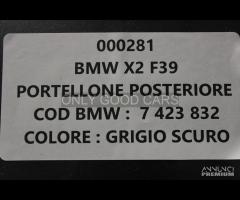 000281
BMW X2 F39
PORTELLONE POSTERIORE
ONLY GOOD CARS
COD BMW : 7 423 832
COLORE : GRIGIO SCURO
ANNUNCI
PREMIUM